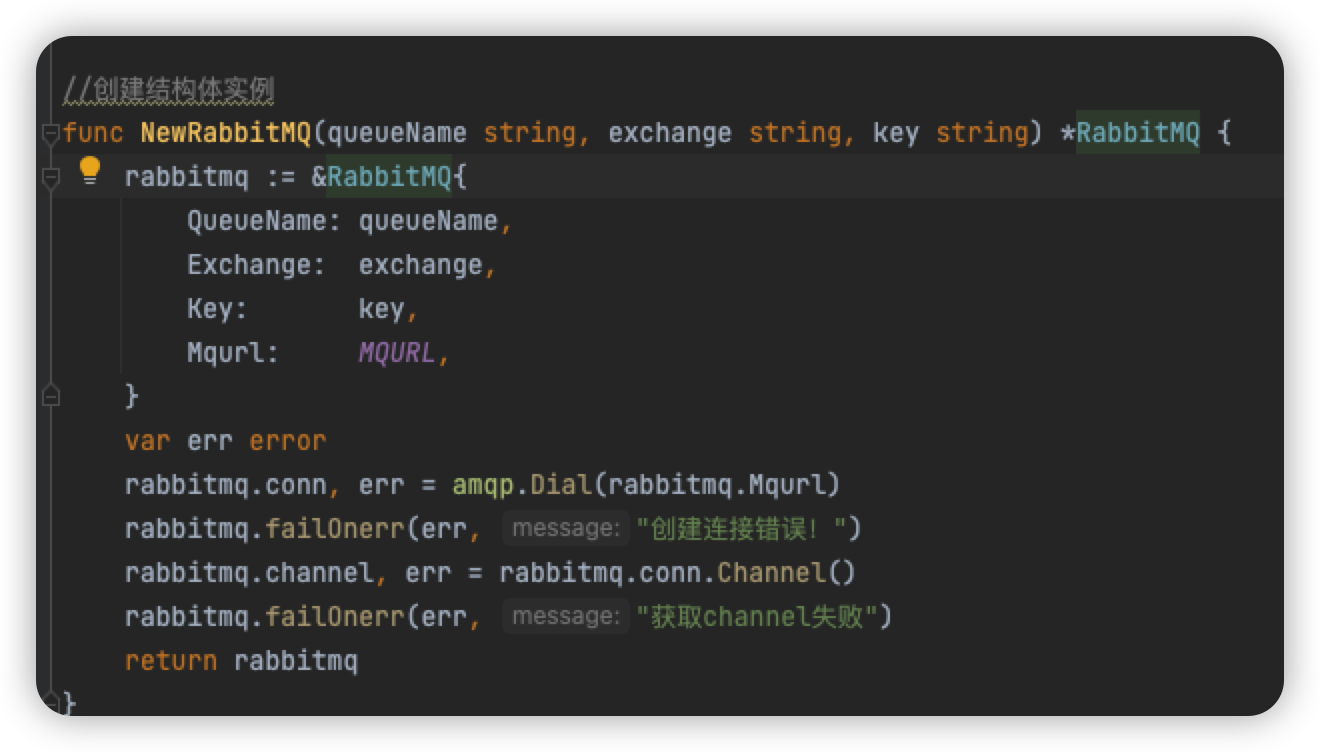 //创建结构体实例
func NewRabbitMQ(queueName string, exchange string, key string) *RabbitMQ {
    rabbitmq := &RabbitMQ{
        QueueName: queueName,
        Exchange:  exchange,
        Key:       key,
        Mqurl:     MQURL,
    }
    var err error
    rabbitmq.conn, err = amqp.Dial(rabbitmq.Mqurl)
    rabbitmq.failOnerr(err, message: "创建连接错误！")
    rabbitmq.channel, err = rabbitmq.conn.Channel()
    rabbitmq.failOnerr(err, message: "获取channel失败")
    return rabbitmq
}